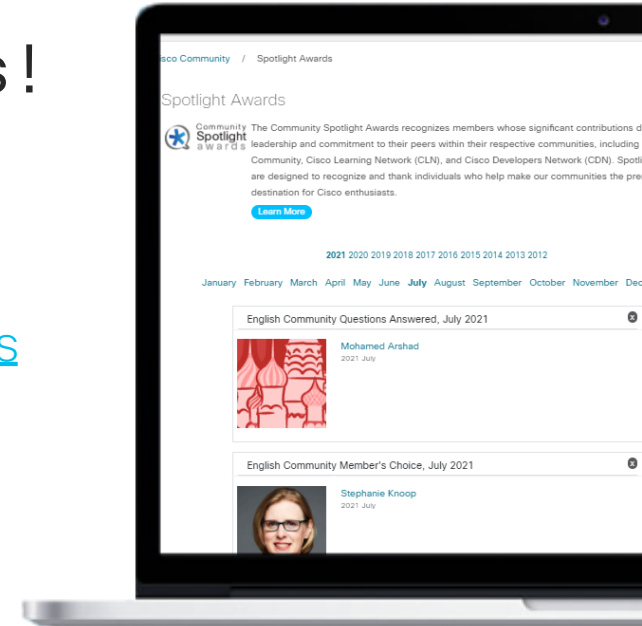 s!
s
sco Community / Spotlight Awards
Spotlight Awards
Community
Spotlight
awards
The Community Spotlight Awards recognizes members whose significant contributions d
leadership and commitment to their peers within their respective communities, including
Community, Cisco Learning Network (CLN), and Cisco Developers Network (CDN). Spotli
are designed to recognize and thank individuals who help make our communities the pre
destination for Cisco enthusiasts.
Learn More
2021 2020 2019 2018 2017 2016 2015 2014 2013 2012
January February March April May June July August September October November Dec
English Community Questions Answered, July 2021 x
Mohamed Arshad
2021 July
English Community Member's Choice, July 2021 x
Stephanie Knoop
2021 July